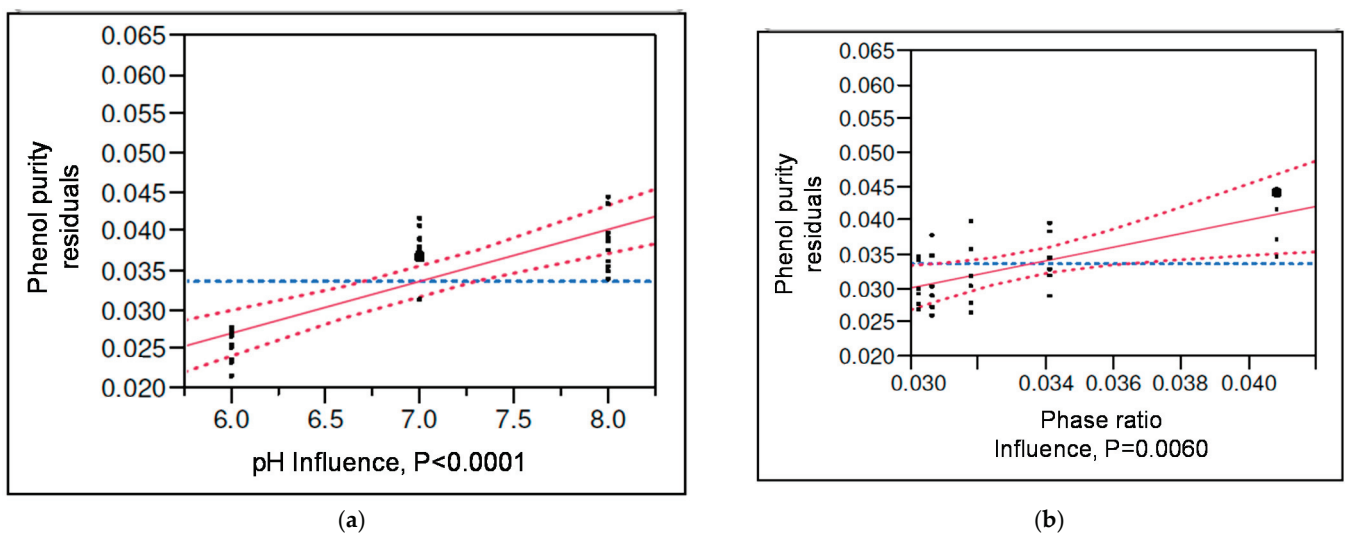 Phenol purity
residuals
0.065
0.060
0.055
0.050
0.045
0.040
0.035
0.030
0.025
0.020
6.0 6.5 7.0 7.5 8.0
pH Influence, P<0.0001
(a)
Phenol purity
residuals
0.065
0.060
0.055
0.050
0.045
0.040
0.035
0.030
0.025
0.020
0.030 0.034 0.036 0.038 0.040
Phase ratio
Influence, P=0.0060
(b)